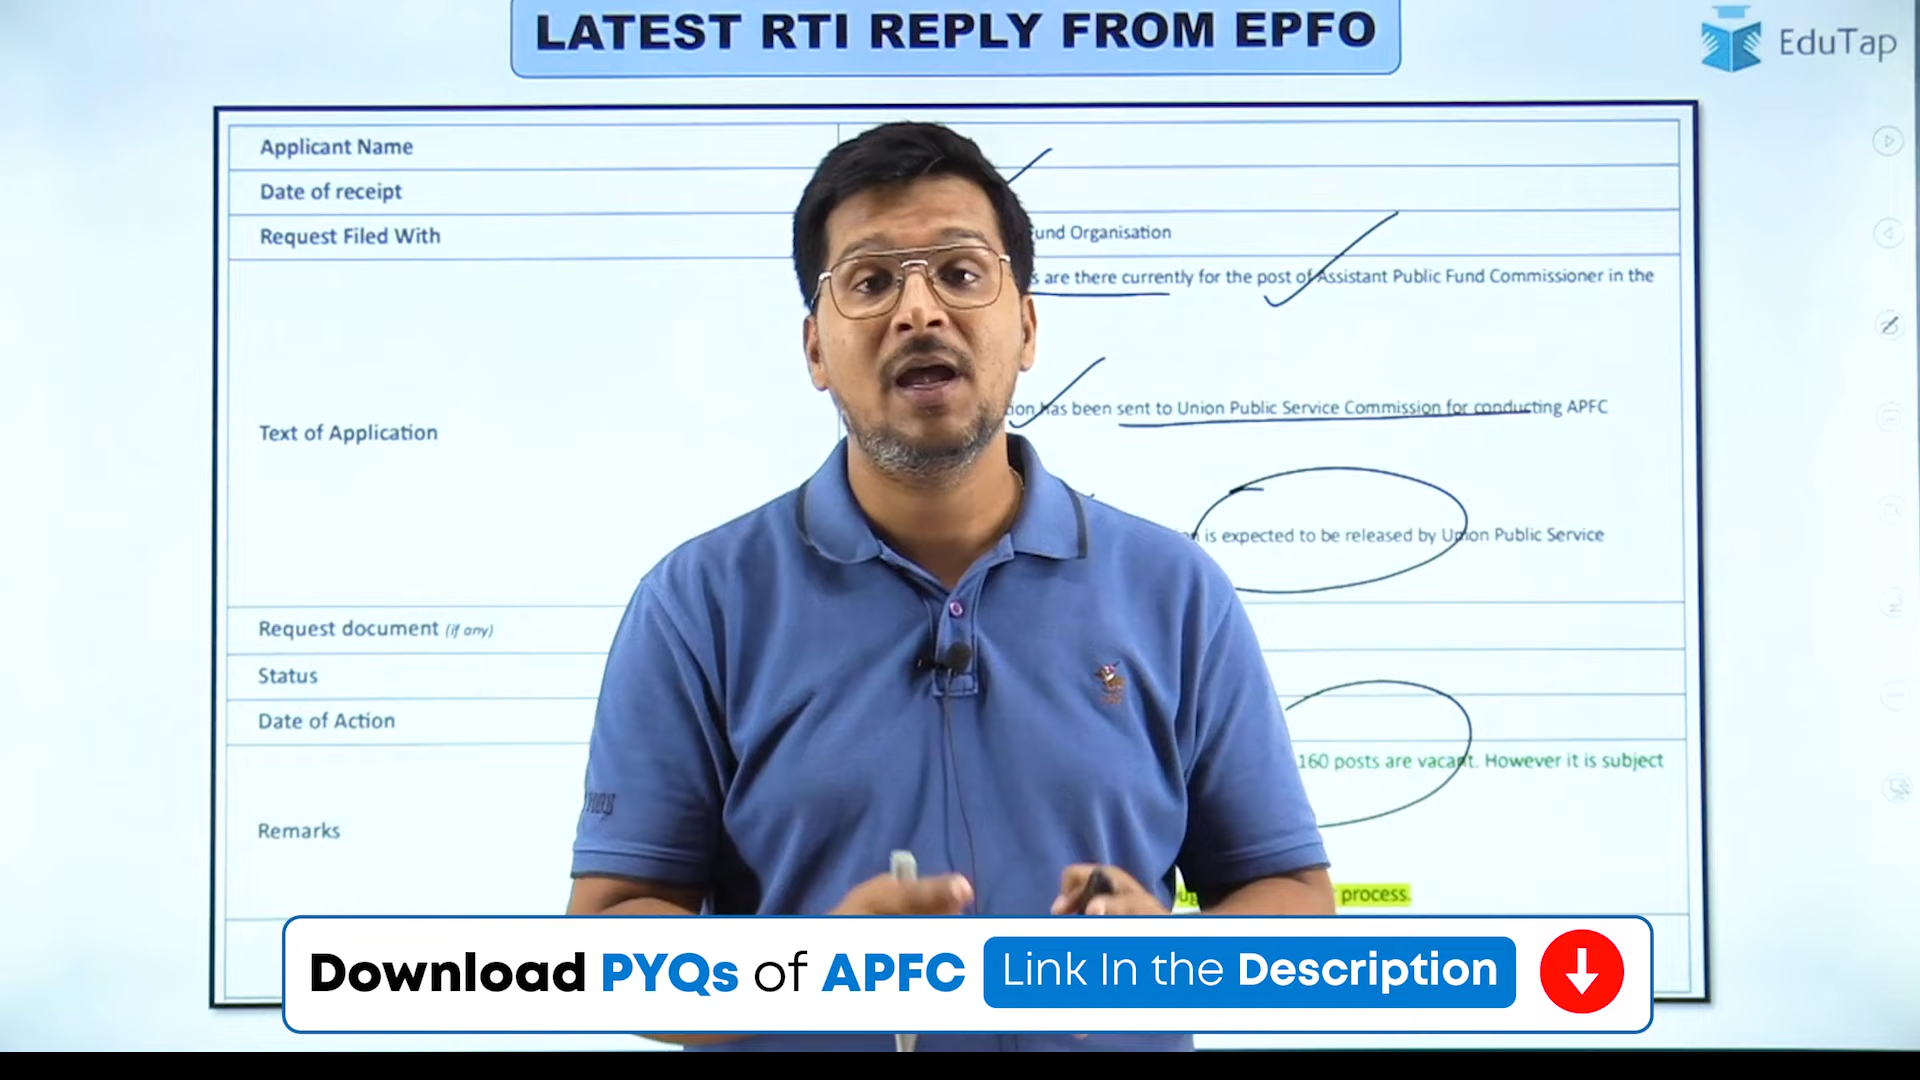 LATEST RTI REPLY FROM EPFO
EduTap
Applicant Name
Date of receipt
Request Filed With
und Organisation
Text of Application
s are there currently for the post of Assistant Public Fund Commissioner in the
ion has been sent to Union Public Service Commission for conducting APFC
is expected to be released by Union Public Service
Request document (if any)
Status
Date of Action
Remarks
160 posts are vacant. However it is subject
process.
Download PYQs of APFC Link In the Description